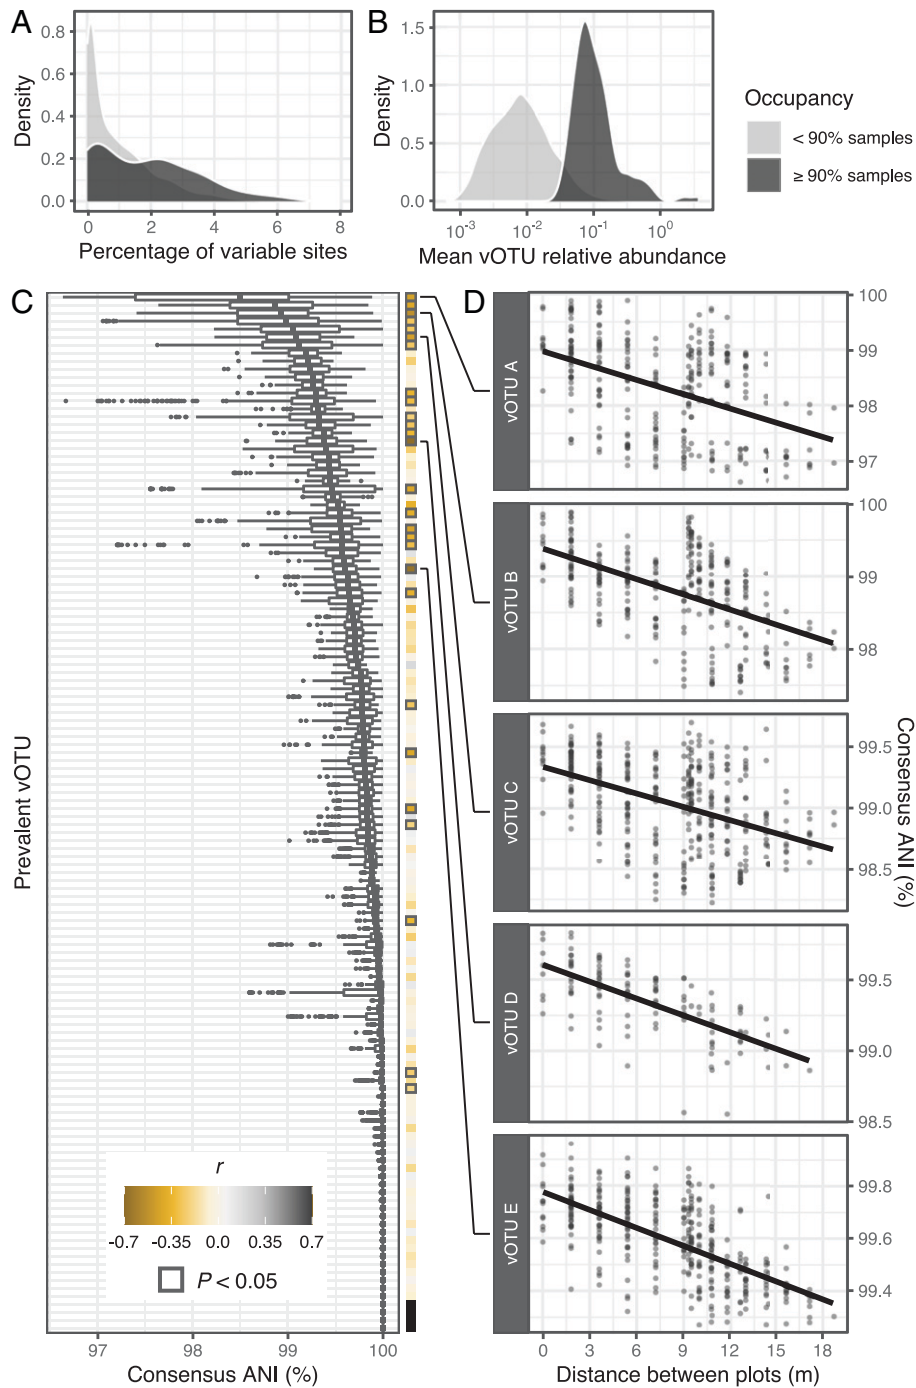 A
Density
0.8
0.6
0.4
0.2
0.0
0
2
4
6
8
Percentage of variable sites
B
Density
1.5
1.0
0.5
0.0
10-3
10-2
10-1
100
Mean vOTU relative abundance
Occupancy
< 90% samples
≥ 90% samples
C
Prevalent vOTU
r
-0.7
-0.35
0.0
0.35
0.7
P < 0.05
97
98
99
100
Consensus ANI (%)
D
vOTU A
100
99
98
97
vOTU B
100
99
98
vOTU C
99.5
99.0
98.5
vOTU D
99.5
99.0
98.5
vOTU E
99.8
99.6
99.4
Consensus ANI (%)
0
3
6
9
12
15
18
Distance between plots (m)